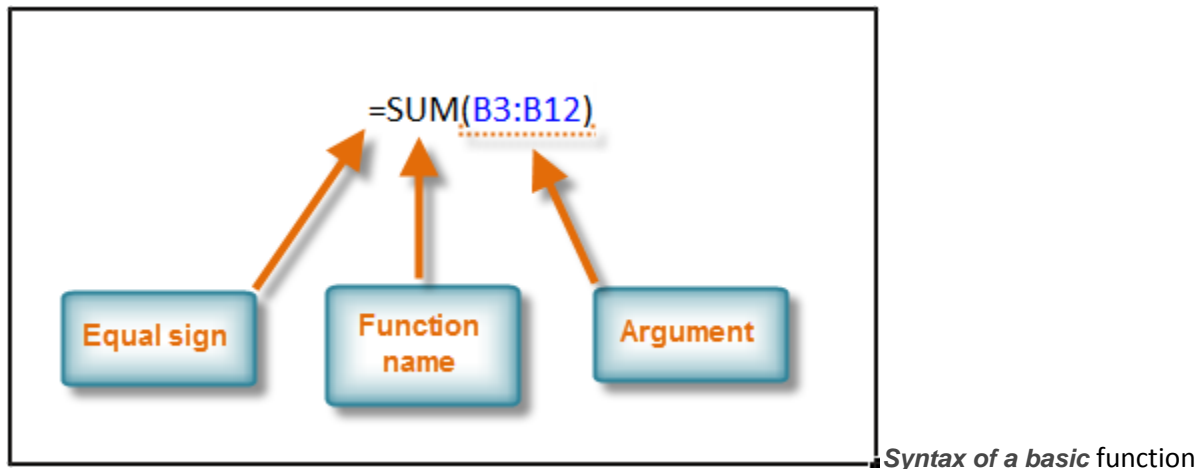 =SUM(B3:B12)
Equal sign
Function
name
Argument
Syntax of a basic function